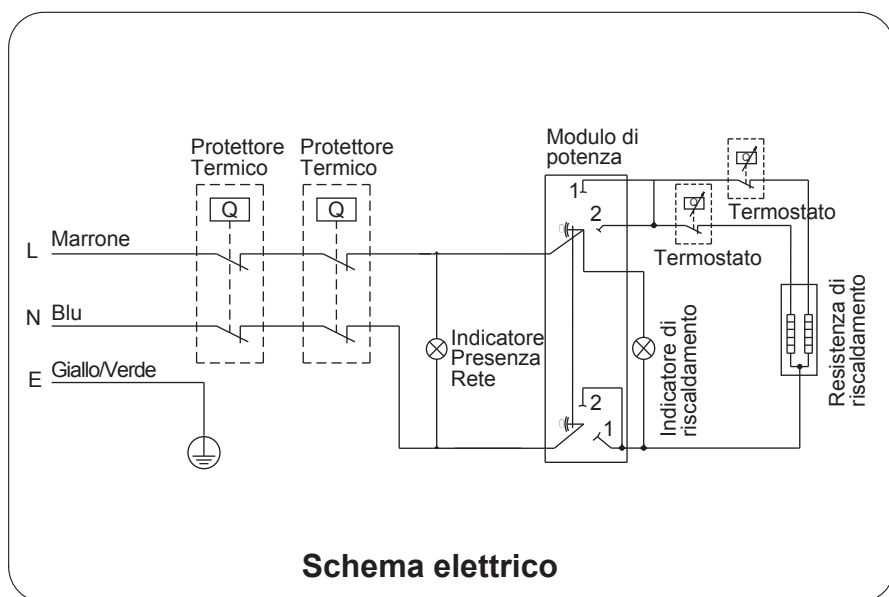 Protettore
Termico
Protettore
Termico
Modulo di
potenza
Q
Q
1
Q
2
Q
Termostato
Termostato
L Marrone
N Blu
E Giallo/Verde
Indicatore
Presenza
Rete
2
1
Indicatore di
riscaldamento
Resistenza di
riscaldamento
Schema elettrico